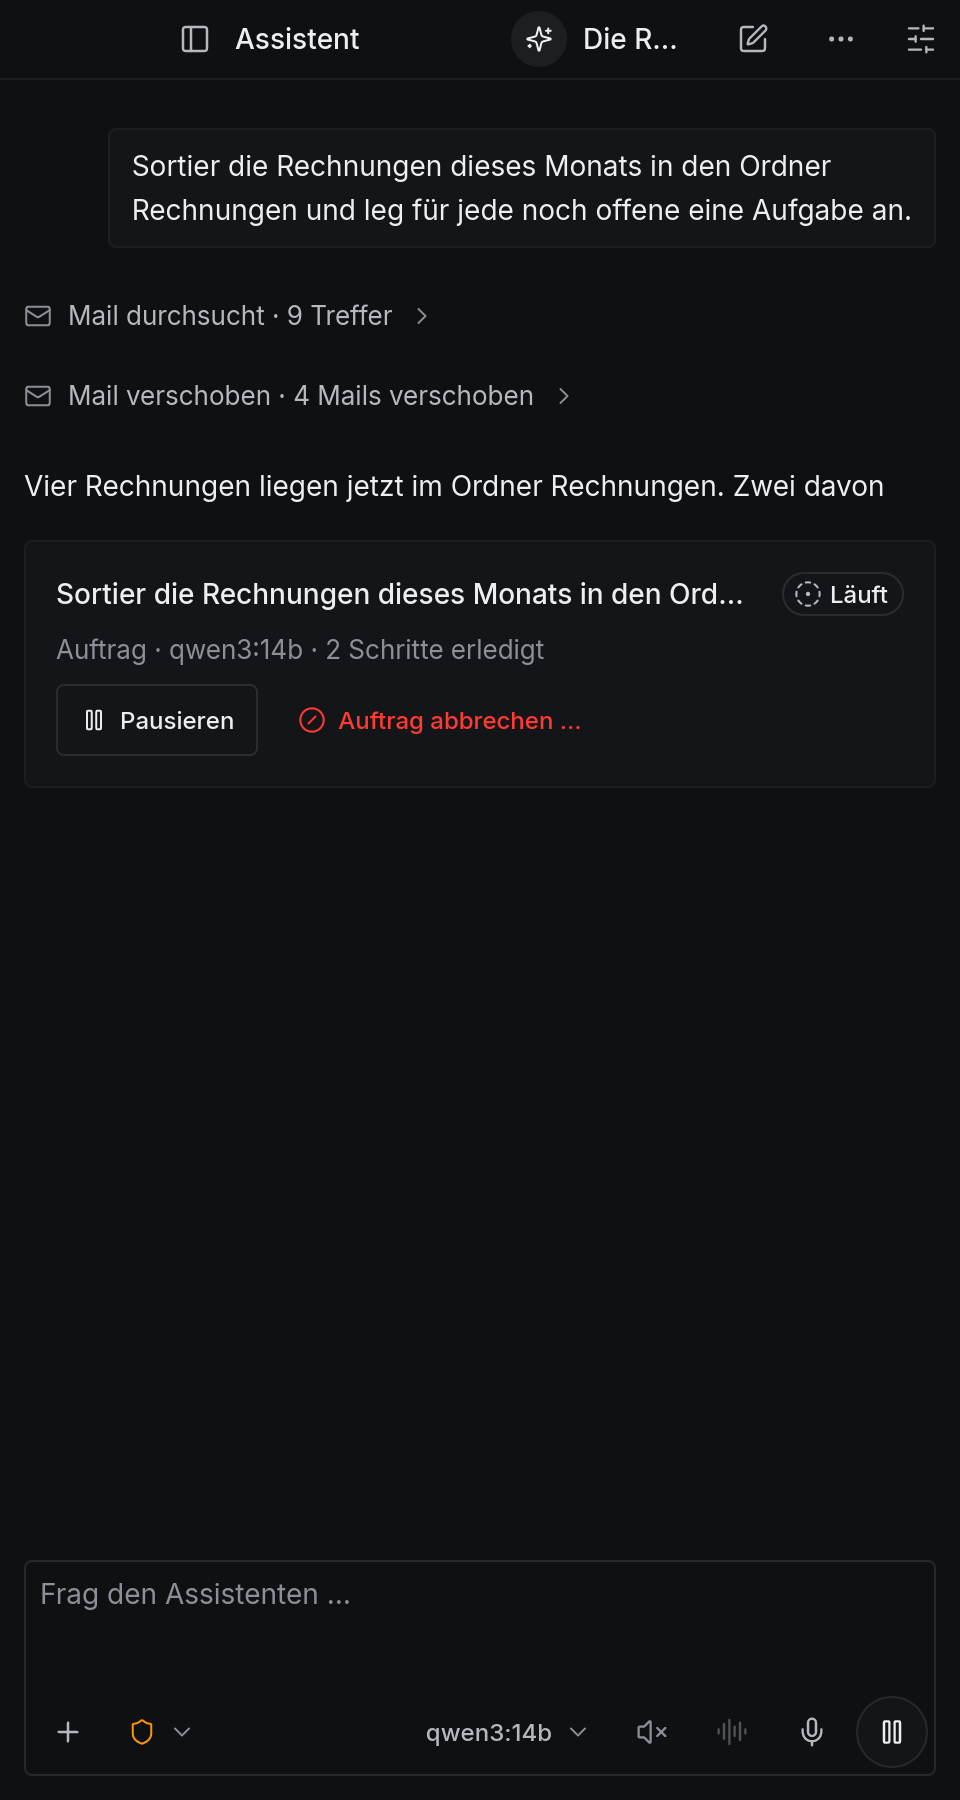 Assistent
Die R...
Sortier die Rechnungen dieses Monats in den Ordner
Rechnungen und leg für jede noch offene eine Aufgabe an.
Mail durchsucht · 9 Treffer
Mail verschoben · 4 Mails verschoben
Vier Rechnungen liegen jetzt im Ordner Rechnungen. Zwei davon
Sortier die Rechnungen dieses Monats in den Ord...
Läuft
Auftrag · qwen3:14b · 2 Schritte erledigt
Pausieren
Auftrag abbrechen ...
Frag den Assistenten ...
qwen3:14b